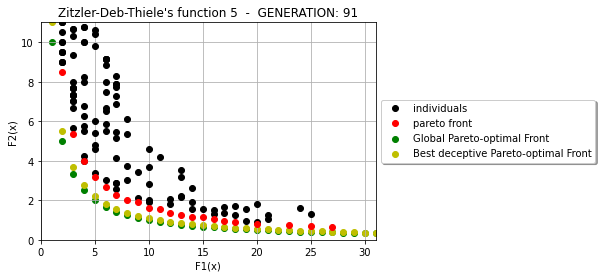 Zitzler-Deb-Thiele's function 5 - GENERATION: 91
10
8
6
4
2
0
F2(x)
0 5 10 15 20 25 30
F1(x)
individuals
pareto front
Global Pareto-optimal Front
Best deceptive Pareto-optimal Front